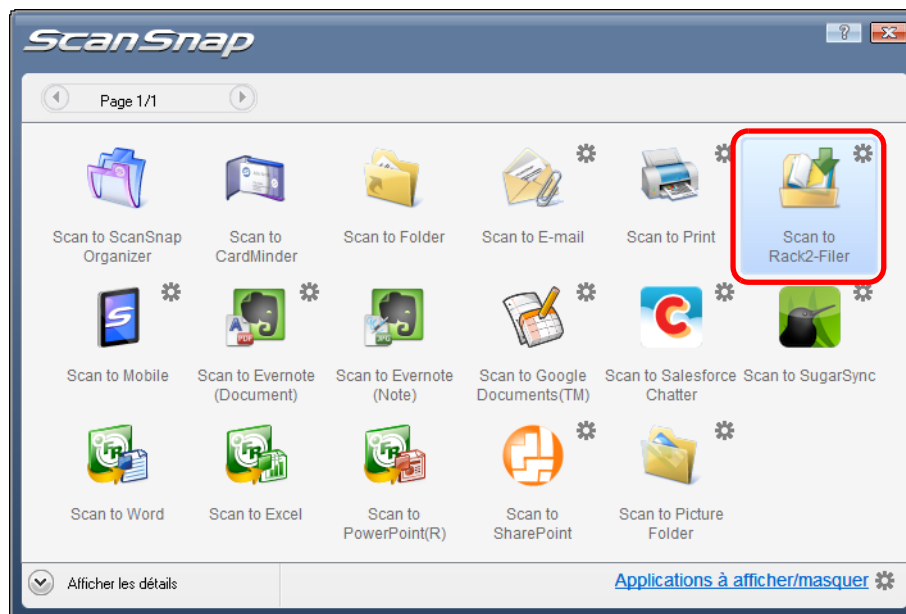 ScanSnap
Page 1/1
Scan to ScanSnap
Organizer
Scan to
CardMinder
Scan to Folder
Scan to E-mail
Scan to Print
Scan to
Rack2-Filer
Scan to Mobile
Scan to Evernote
(Document)
Scan to Evernote
(Note)
Scan to Google
Documents(TM)
Scan to Salesforce
Chatter
Scan to SugarSync
Scan to Word
Scan to Excel
Scan to
PowerPoint(R)
Scan to
SharePoint
Scan to Picture
Folder
Afficher les détails
Applications à afficher/masquer